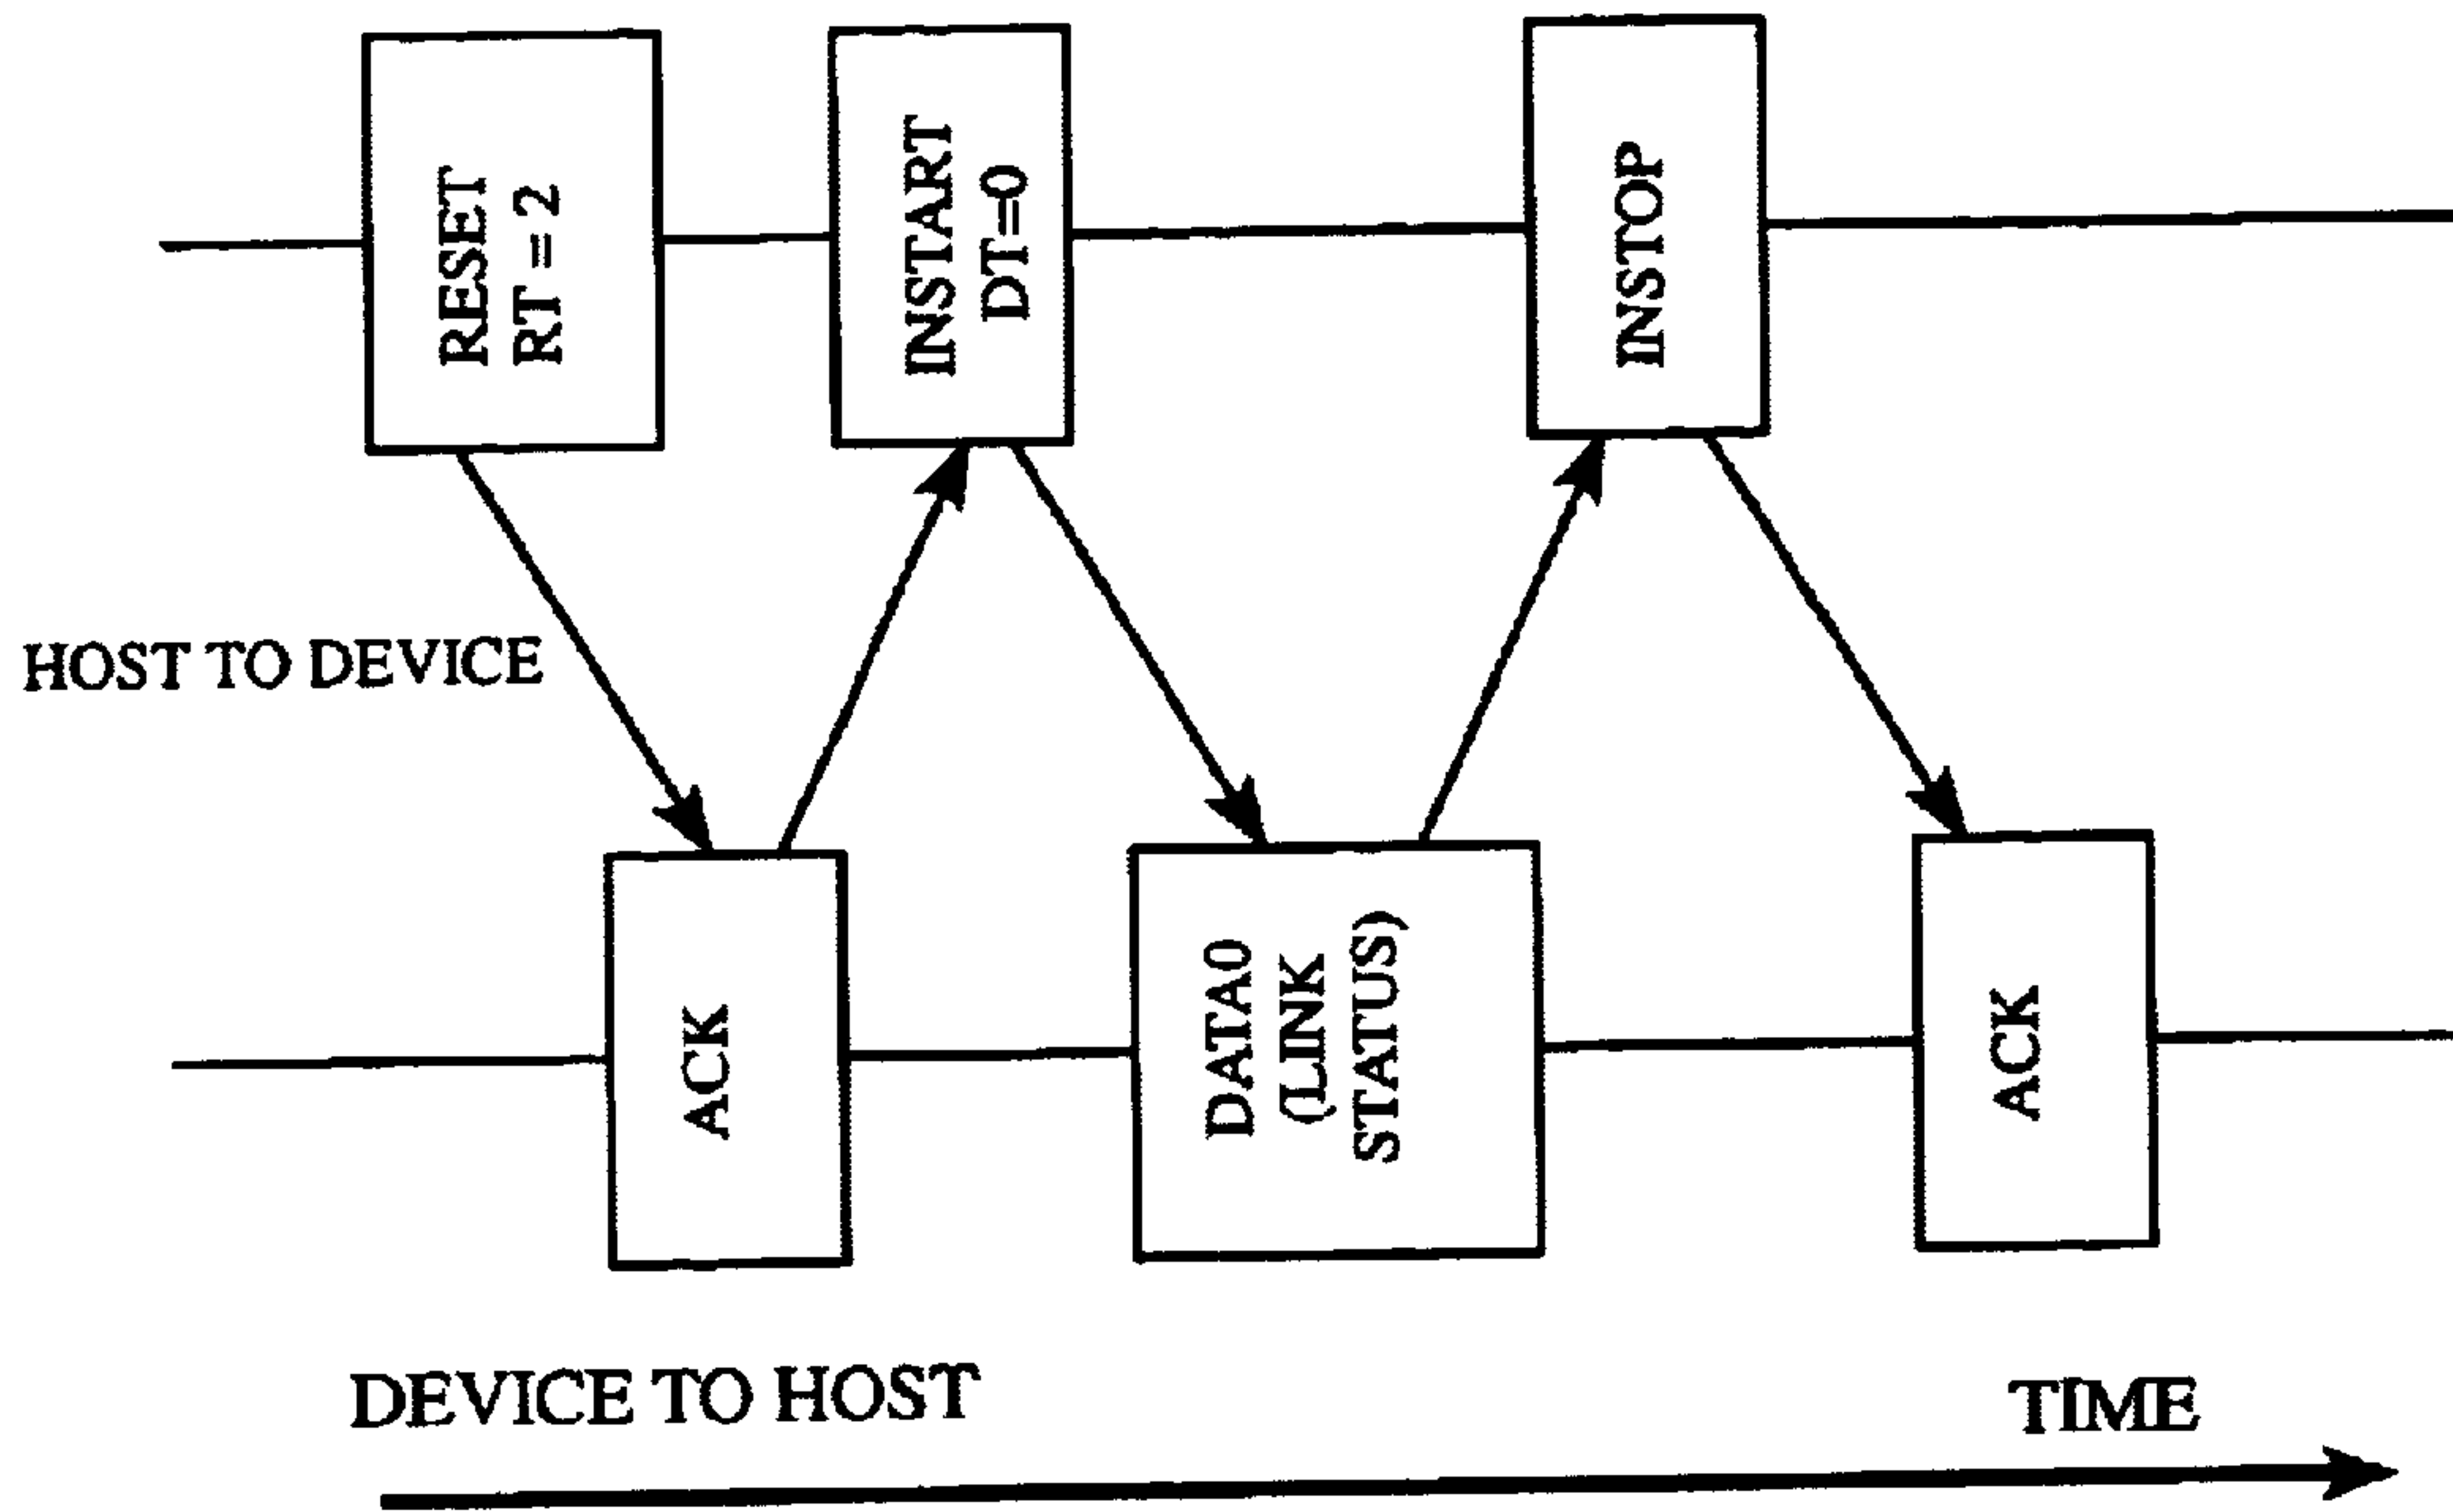 RESET
RT = 2
INSTART
DT=0
INSTOP
HOST TO DEVICE
ACK
DATA0
(LINK
STATUS)
ACK
DEVICE TO HOST
TIME